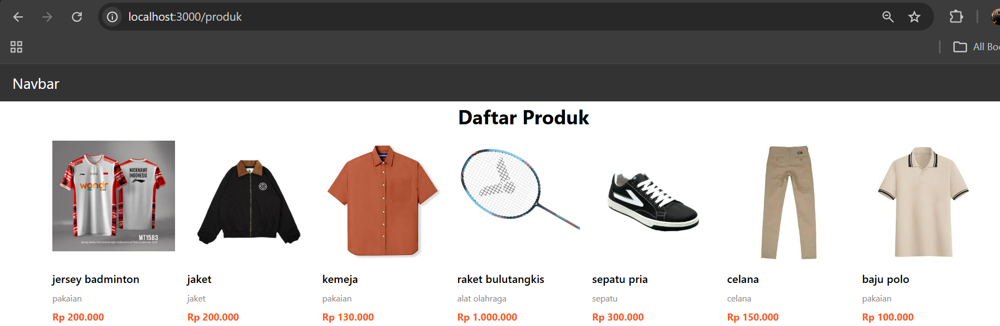 localhost:3000/produk
All Boo
Navbar
Daftar Produk
NICKNAME
INDONESIA
BNI
wondr
MT1583
jersey badminton
pakaian
Rp 200.000
jaket
jaket
Rp 200.000
kemeja
pakaian
Rp 130.000
raket bulutangkis
alat olahraga
Rp 1.000.000
sepatu pria
sepatu
Rp 300.000
celana
celana
Rp 150.000
baju polo
pakaian
Rp 100.000